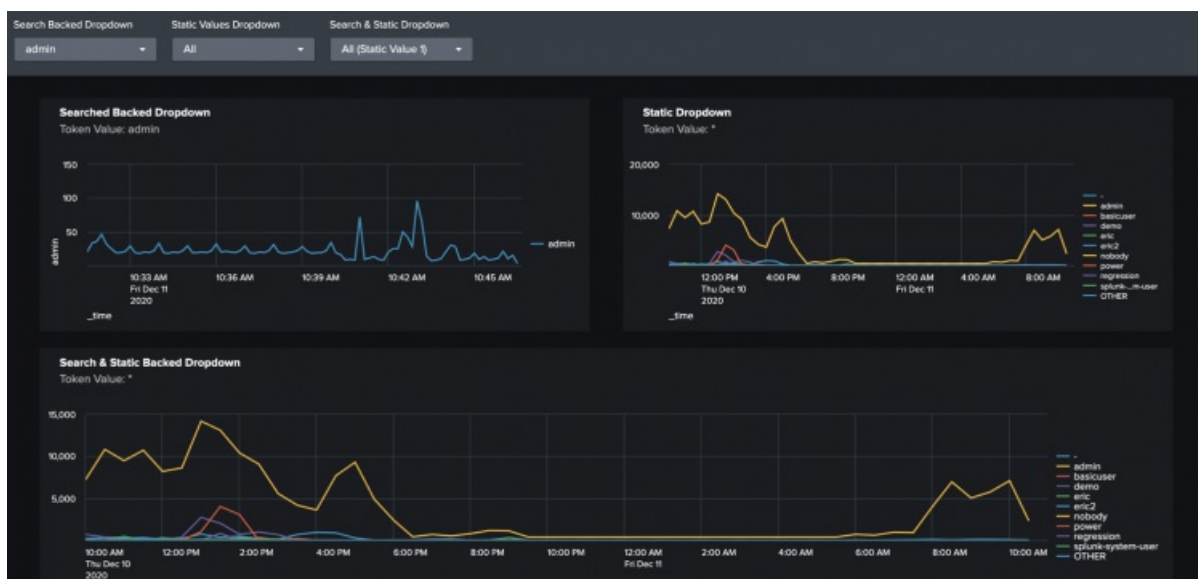 Search Backed Dropdown
Static Values Dropdown
Search & Static Dropdown
admin
All
All (Static Value 1)
Searched Backed Dropdown
Token Value: admin
150
100
50
admin
10:33 AM
Fri Dec 11
2020
10:36 AM
10:39 AM
10:42 AM
10:45 AM
_time
admin
Static Dropdown
Token Value: *
20,000
10,000
12:00 PM
Thu Dec 10
2020
4:00 PM
8:00 PM
12:00 AM
Fri Dec 11
4:00 AM
8:00 AM
_time
-
admin
basicuser
demo
eric
eric2
nobody
power
regression
splunk-...m-user
OTHER
Search & Static Backed Dropdown
Token Value: *
15,000
10,000
5,000
10:00 AM
Thu Dec 10
2020
12:00 PM
2:00 PM
4:00 PM
6:00 PM
8:00 PM
10:00 PM
12:00 AM
Fri Dec 11
2:00 AM
4:00 AM
6:00 AM
8:00 AM
10:00 AM
-
admin
basicuser
demo
eric
eric2
nobody
power
regression
splunk-system-user
OTHER